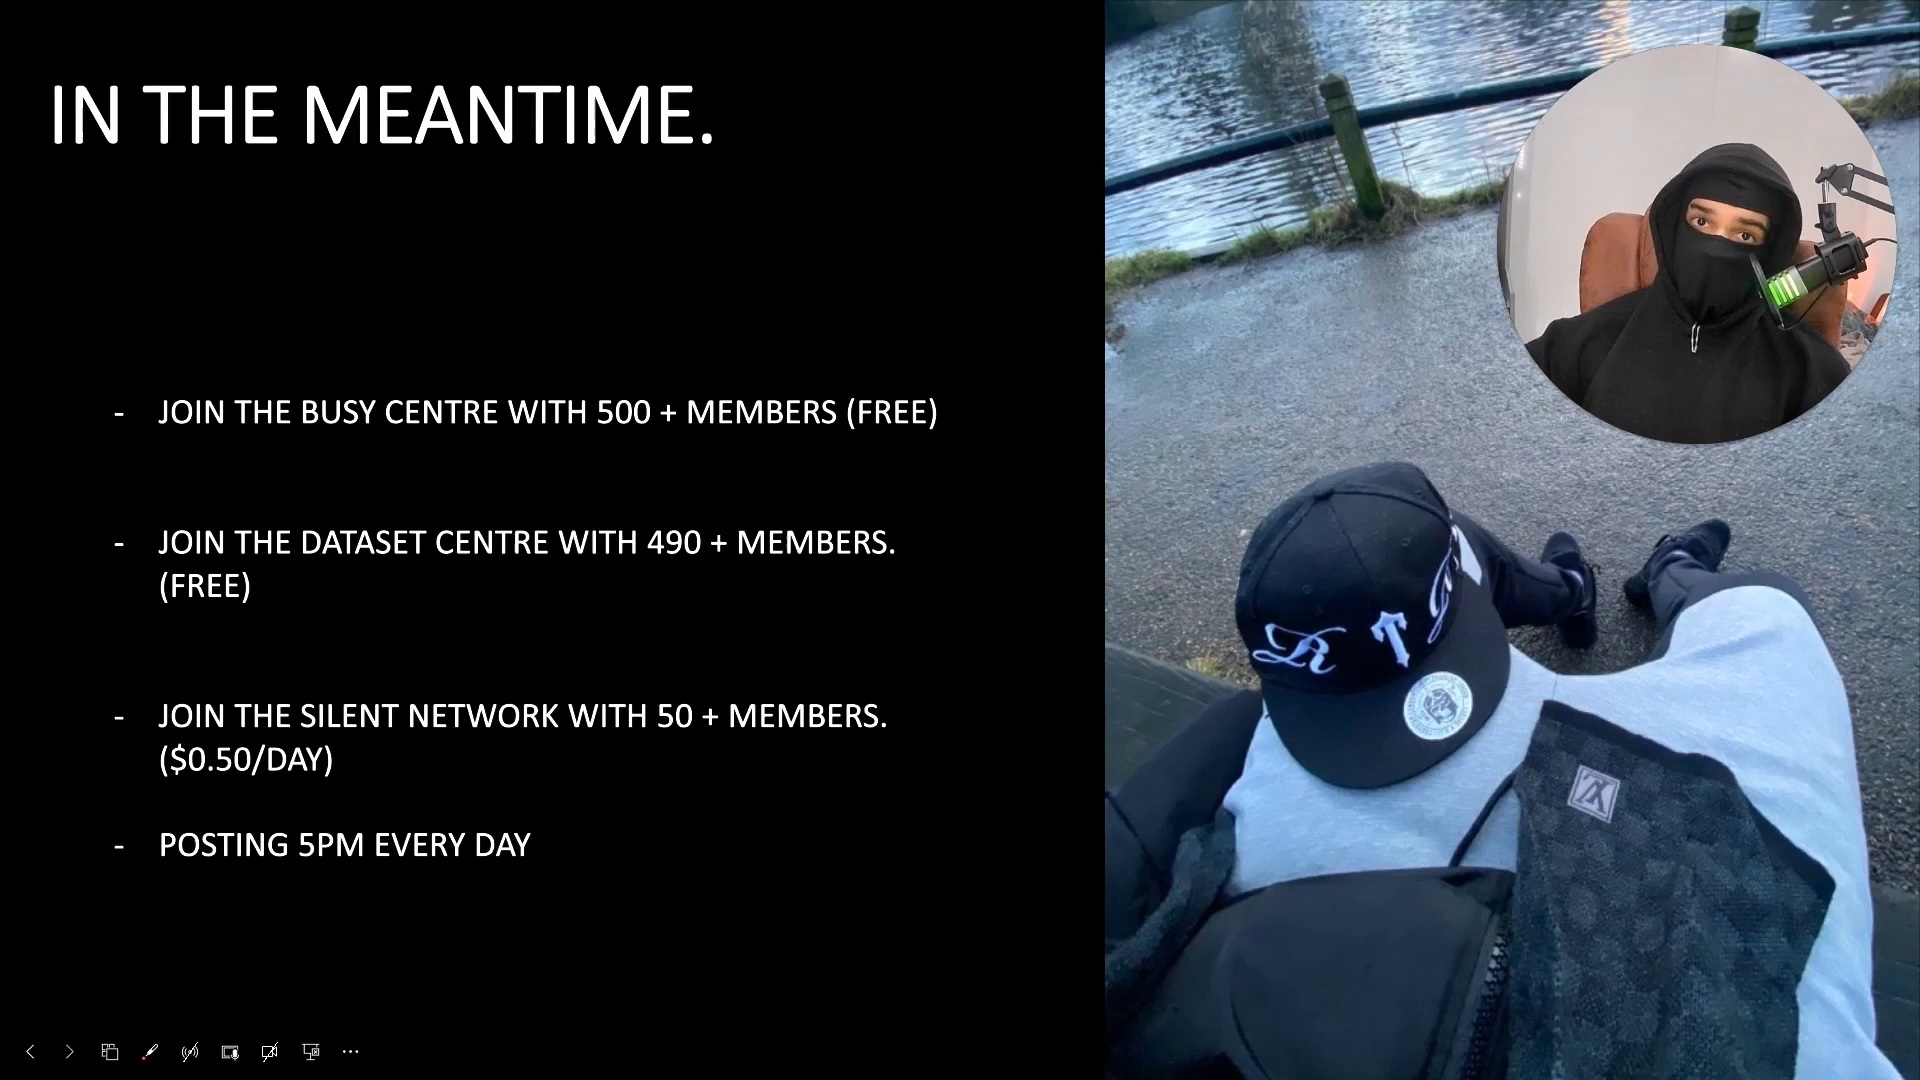 IN THE MEANTIME.
- JOIN THE BUSY CENTRE WITH 500 + MEMBERS (FREE)
- JOIN THE DATASET CENTRE WITH 490 + MEMBERS.
(FREE)
- JOIN THE SILENT NETWORK WITH 50 + MEMBERS.
($0.50/DAY)
- POSTING 5PM EVERY DAY